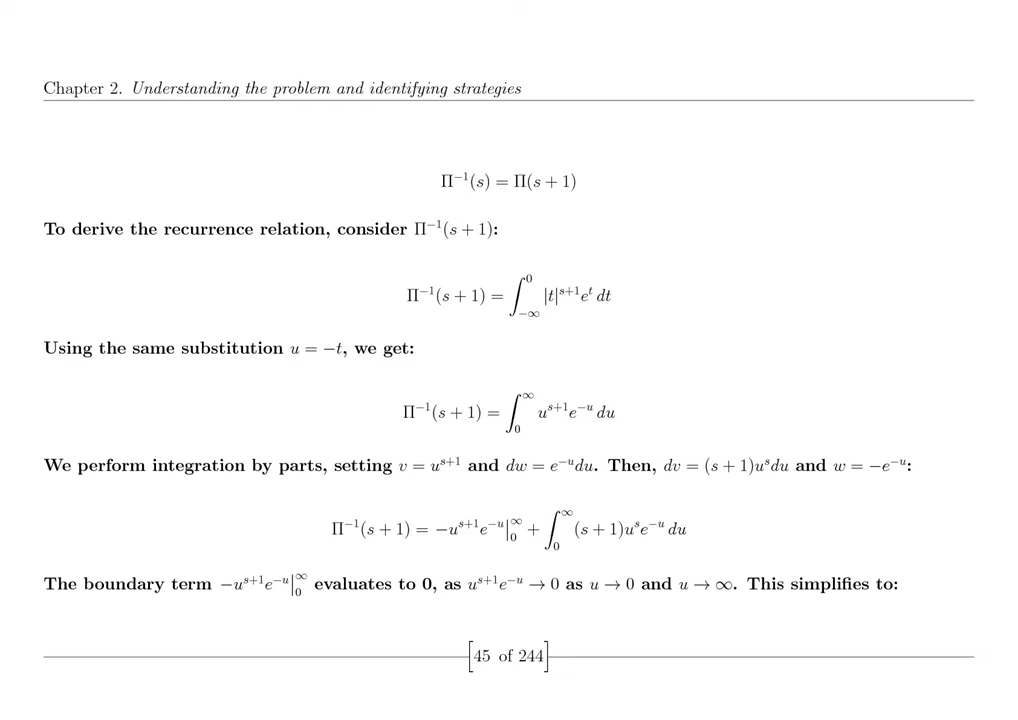 Chapter 2. Understanding the problem and identifying strategies
Π⁻¹(s) = Π(s + 1)
To derive the recurrence relation, consider Π⁻¹(s + 1):
Π⁻¹(s + 1) = ∫_{−∞}^{0} |t|^{s+1} e^{t} dt
Using the same substitution u = −t, we get:
Π⁻¹(s + 1) = ∫_{0}^{∞} u^{s+1} e^{−u} du
We perform integration by parts, setting v = u^{s+1} and dw = e^{−u}du. Then, dv = (s + 1)u^{s}du and w = −e^{−u}:
Π⁻¹(s + 1) = −u^{s+1} e^{−u}|_{0}^{∞} + ∫_{0}^{∞} (s + 1)u^{s} e^{−u} du
The boundary term −u^{s+1} e^{−u}|_{0}^{∞} evaluates to 0, as u^{s+1} e^{−u} → 0 as u → 0 and u → ∞. This simplifies to:
[45 of 244]